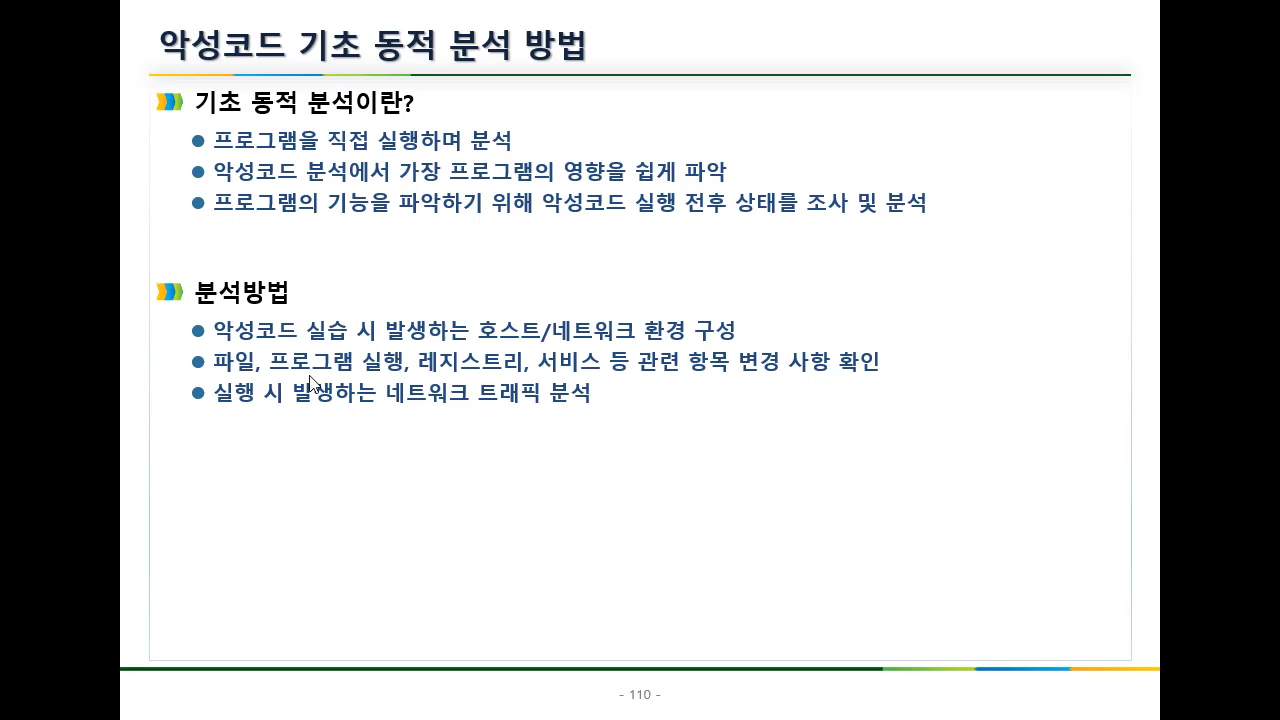 악성코드 기초 동적 분석 방법
기초 동적 분석이란?
프로그램을 직접 실행하며 분석
악성코드 분석에서 가장 프로그램의 영향을 쉽게 파악
프로그램의 기능을 파악하기 위해 악성코드 실행 전후 상태를 조사 및 분석
분석방법
악성코드 실습 시 발생하는 호스트/네트워크 환경 구성
파일, 프로그램 실행, 레지스트리, 서비스 등 관련 항목 변경 사항 확인
실행 시 발생하는 네트워크 트래픽 분석
- 110 -